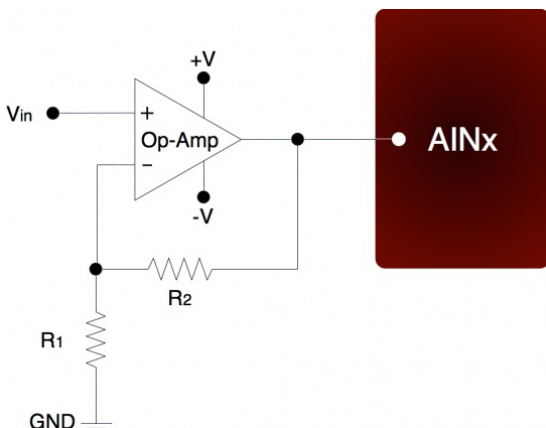 +V
Vin
+
Op-Amp
AINx
−
-V
R2
R1
GND